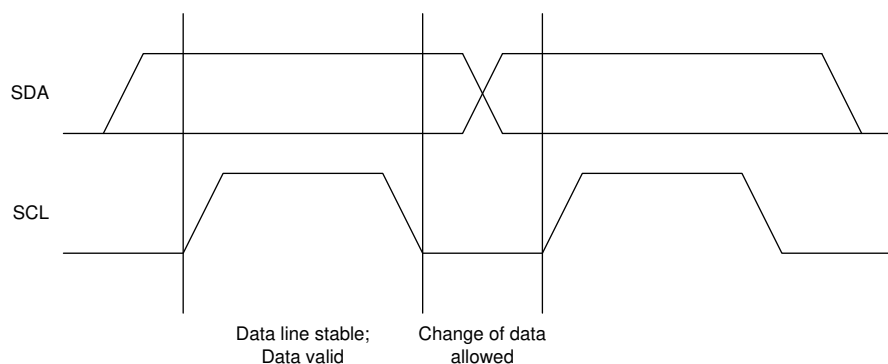 SDA
SCL
Data line stable;
Data valid
Change of data
allowed